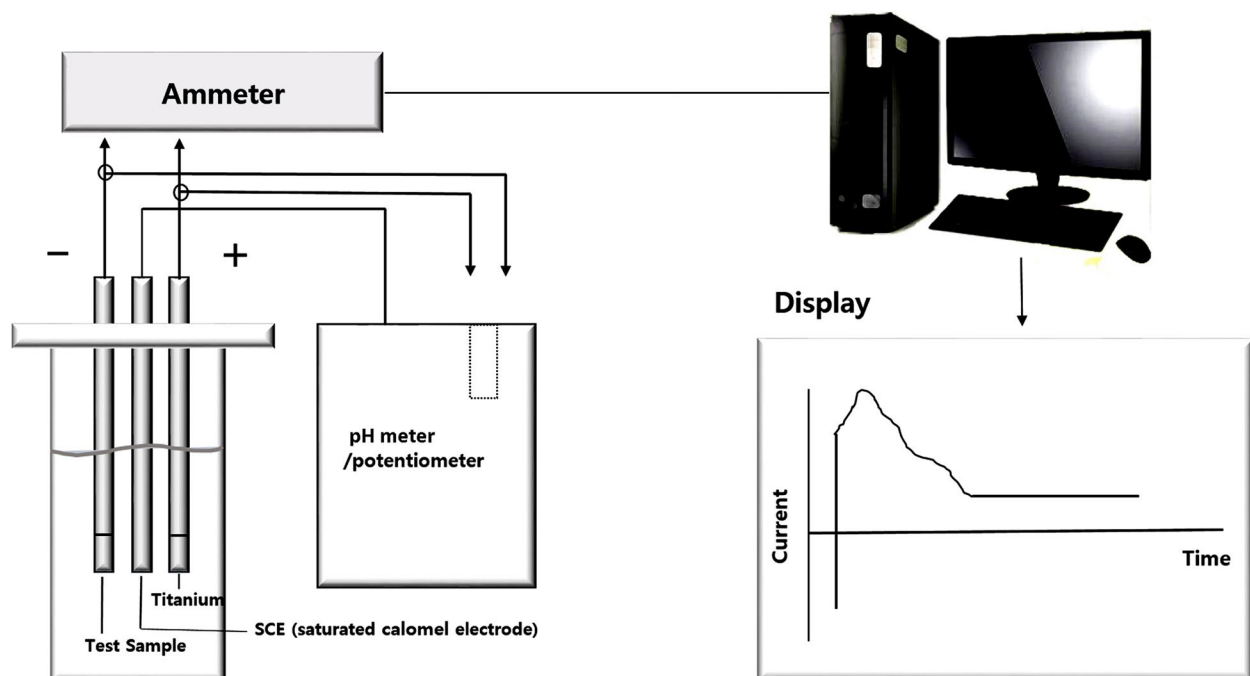 Ammeter
−
+
Display
pH meter
/potentiometer
Current
Time
Titanium
SCE (saturated calomel electrode)
Test Sample